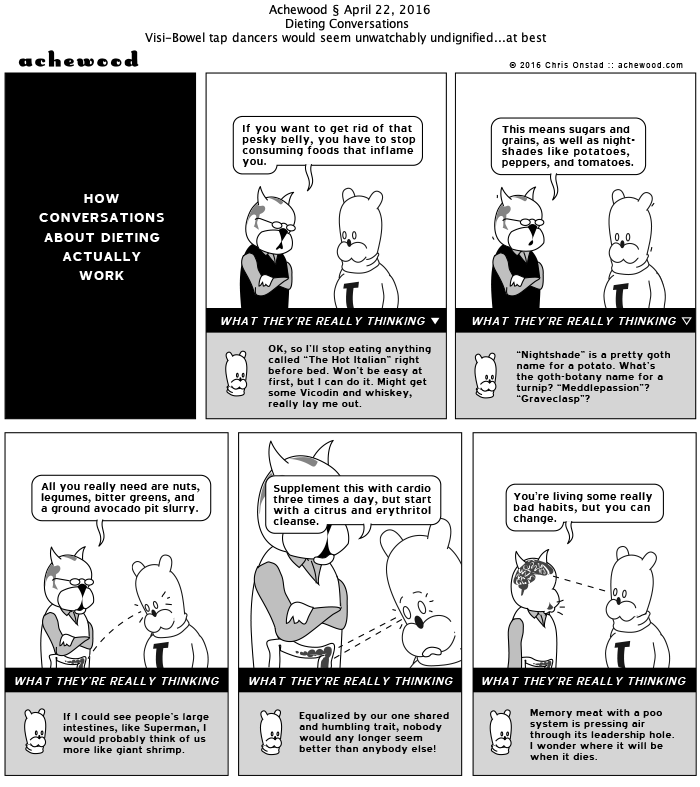 Achewood § April 22, 2016
Dieting Conversations
Visi-Bowel tap dancers would seem unwatchably undignified...at best
achewood
© 2016 Chris Onstad :: achewood.com
HOW
CONVERSATIONS
ABOUT DIETING
ACTUALLY
WORK
If you want to get rid of that
pesky belly, you have to stop
consuming foods that inflame
you.
T
WHAT THEY'RE REALLY THINKING
OK, so I'll stop eating anything
called "The Hot Italian" right
before bed. Won't be easy at
first, but I can do it. Might get
some Vicodin and whiskey,
really lay me out.
This means sugars and
grains, as well as night-
shades like potatoes,
peppers, and tomatoes.
T
WHAT THEY'RE REALLY THINKING
"Nightshade" is a pretty goth
name for a potato. What's
the goth-botany name for a
turnip? "Meddlepassion"?
"Graveclasp"?
All you really need are nuts,
legumes, bitter greens, and
a ground avocado pit slurry.
T
WHAT THEY'RE REALLY THINKING
If I could see people's large
intestines, like Superman, I
would probably think of us
more like giant shrimp.
Supplement this with cardio
three times a day, but start
with a citrus and erythritol
cleanse.
WHAT THEY'RE REALLY THINKING
Equalized by our one shared
and humbling trait, nobody
would any longer seem
better than anybody else!
You're living some really
bad habits, but you can
change.
T
WHAT THEY'RE REALLY THINKING
Memory meat with a poo
system is pressing air
through its leadership hole.
I wonder where it will be
when it dies.